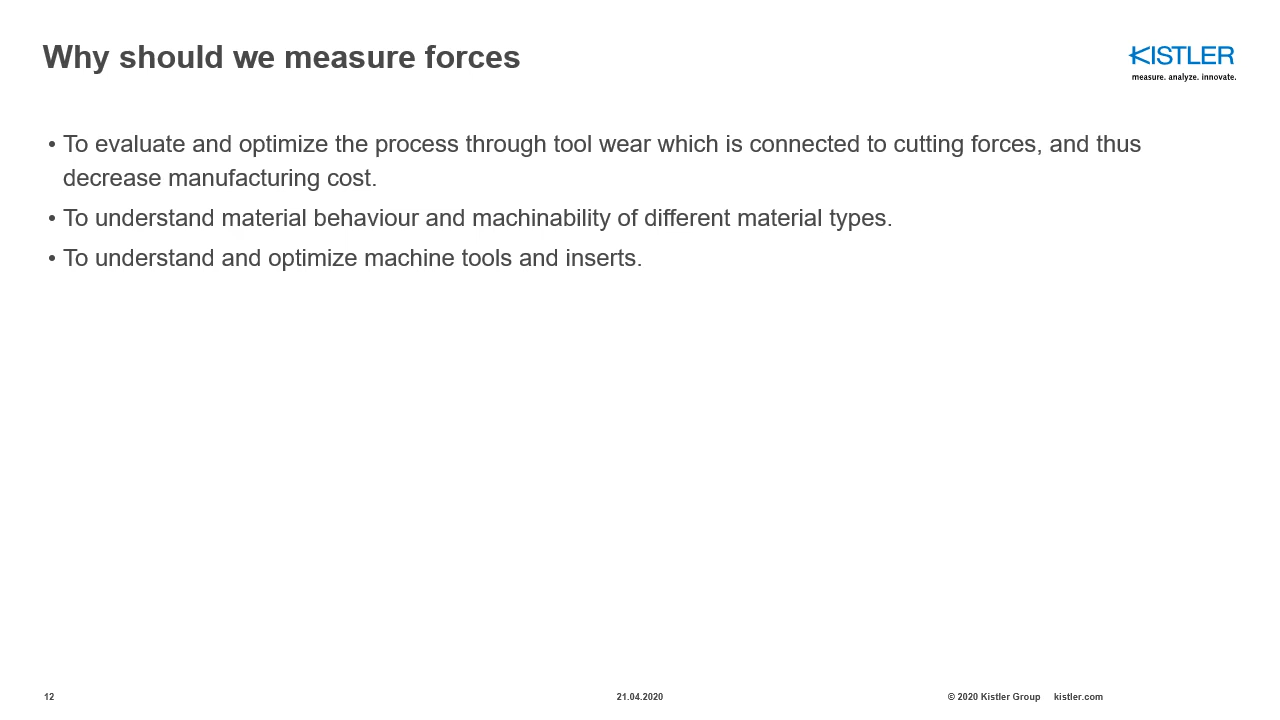 Why should we measure forces
KISTLER
measure. analyze. innovate.
• To evaluate and optimize the process through tool wear which is connected to cutting forces, and thus
decrease manufacturing cost.
• To understand material behaviour and machinability of different material types.
• To understand and optimize machine tools and inserts.
12
21.04.2020
© 2020 Kistler Group kistler.com